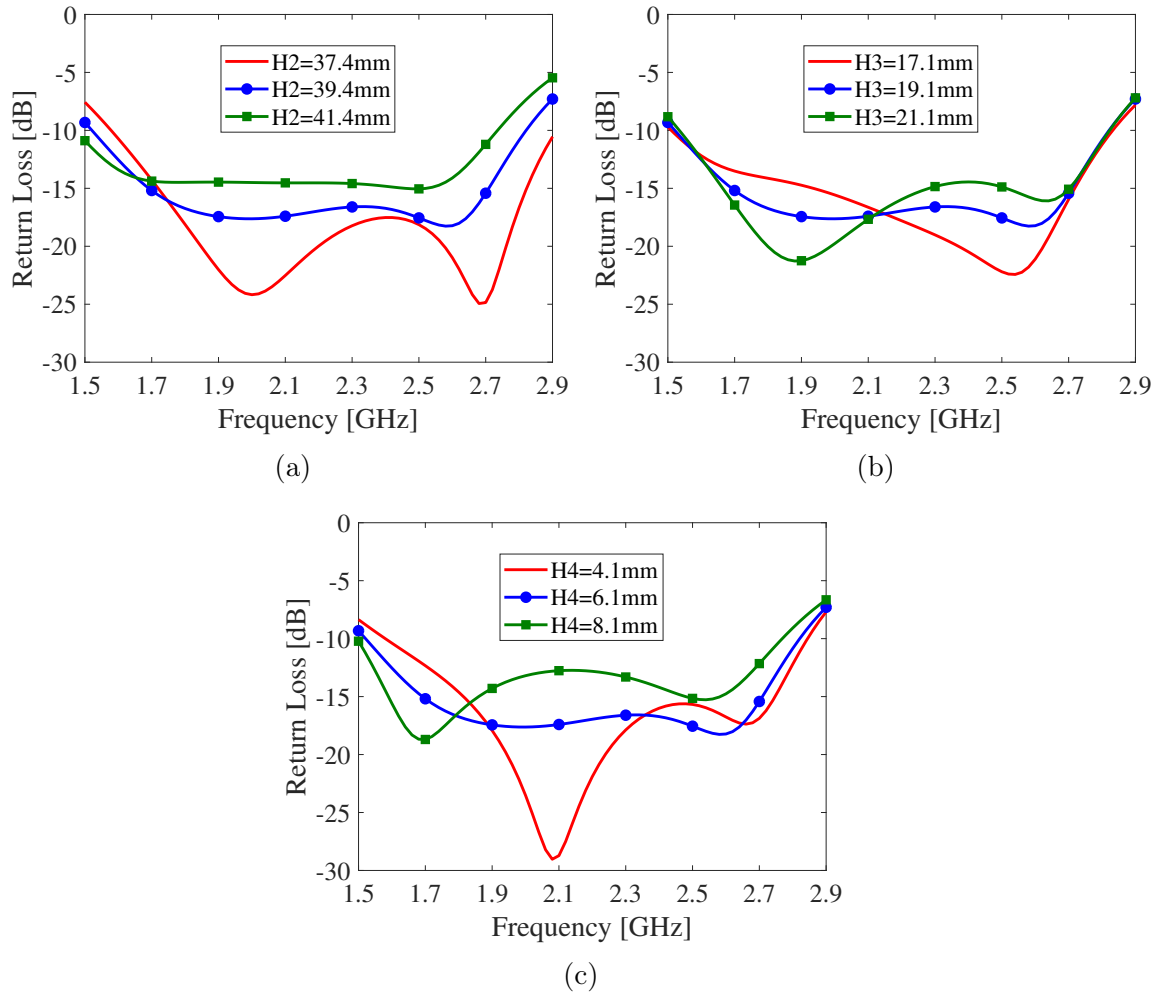 0
-5
-10
-15
-20
-25
-30
Return Loss [dB]
H2=37.4mm
H2=39.4mm
H2=41.4mm
1.5 1.7 1.9 2.1 2.3 2.5 2.7 2.9
Frequency [GHz]
(a)
0
-5
-10
-15
-20
-25
-30
Return Loss [dB]
H3=17.1mm
H3=19.1mm
H3=21.1mm
1.5 1.7 1.9 2.1 2.3 2.5 2.7 2.9
Frequency [GHz]
(b)
0
-5
-10
-15
-20
-25
-30
Return Loss [dB]
H4=4.1mm
H4=6.1mm
H4=8.1mm
1.5 1.7 1.9 2.1 2.3 2.5 2.7 2.9
Frequency [GHz]
(c)